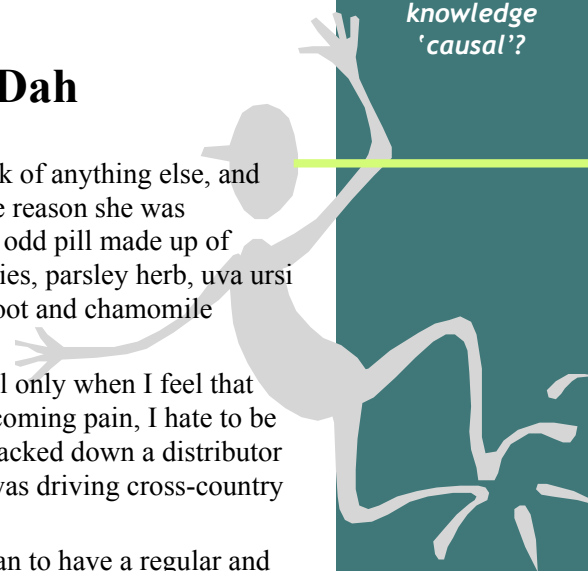 knowledge
‘causal’?
Dah
k of anything else, and
e reason she was
odd pill made up of
ies, parsley herb, uva ursi
oot and chamomile
l only when I feel that
coming pain, I hate to be
acked down a distributor
was driving cross-country
an to have a regular and